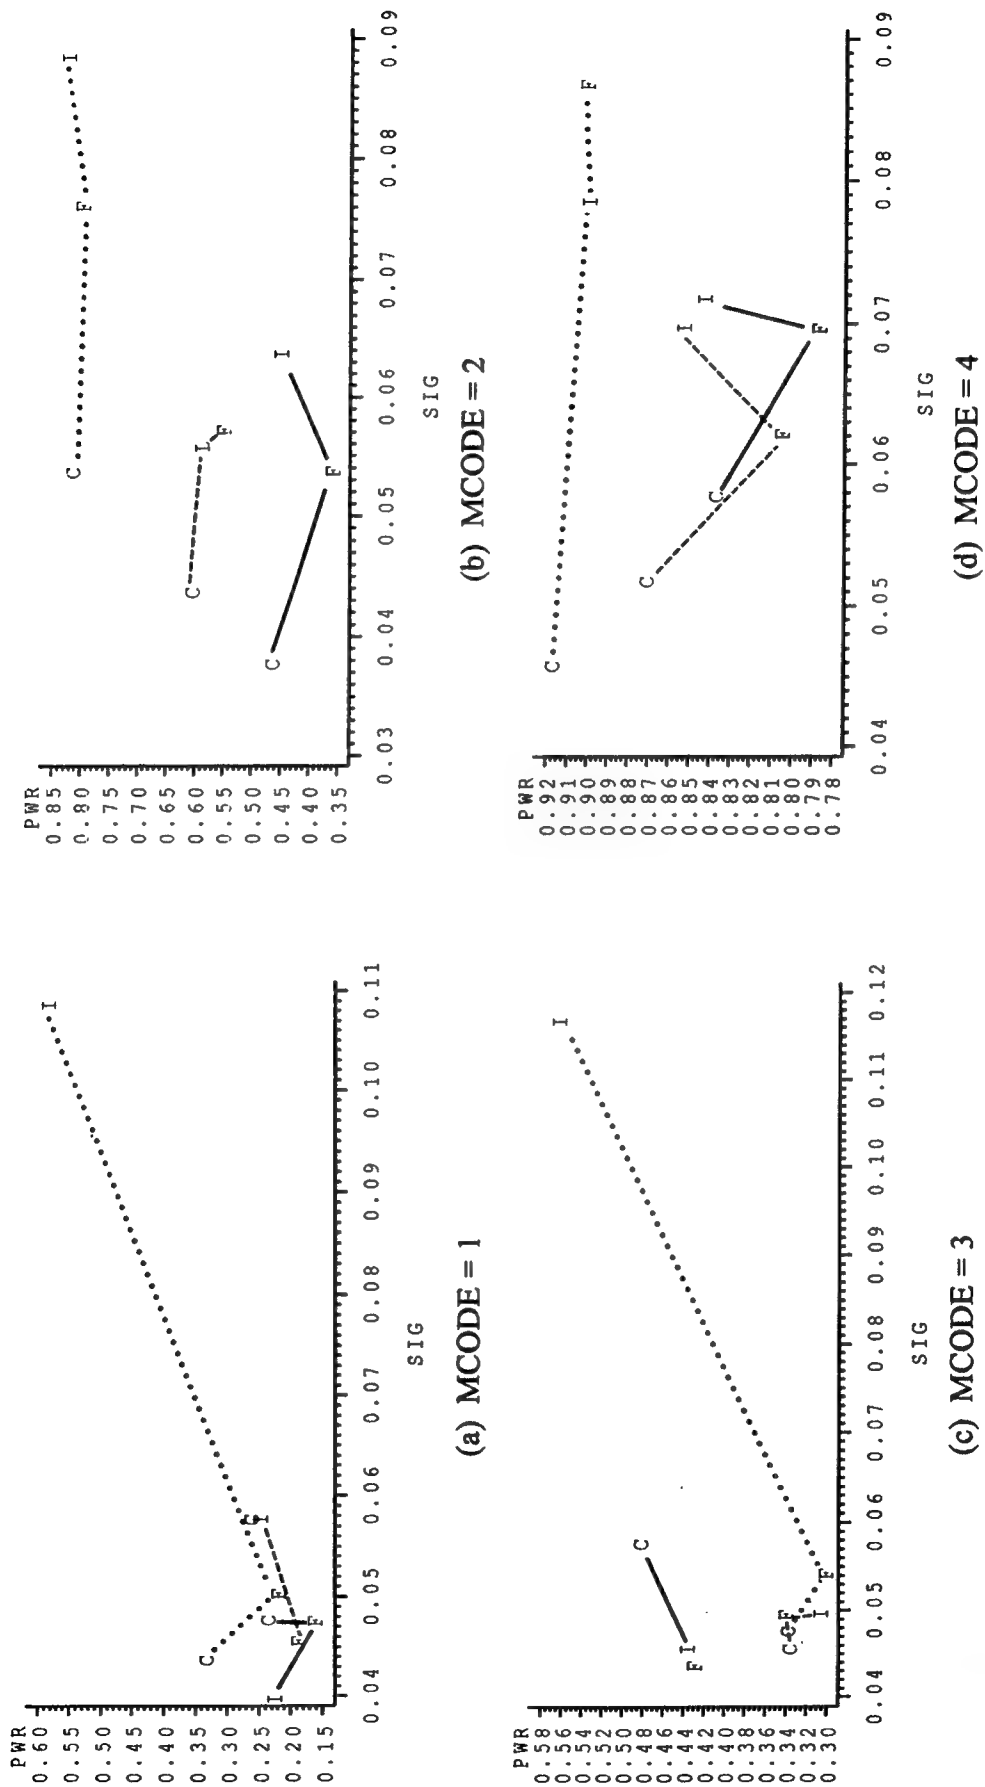 PWR
0.60
0.55
0.50
0.45
0.40
0.35
0.30
0.25
0.20
0.15
I
C
C
I
F
C
F
F
I
0.04 0.05 0.06 0.07 0.08 0.09 0.10 0.11
SIG
(a) MCODE = 1
PWR
0.85
0.80
0.75
0.70
0.65
0.60
0.55
0.50
0.45
0.40
0.35
C
F
I
C
I
F
C
I
F
0.03 0.04 0.05 0.06 0.07 0.08 0.09
SIG
(b) MCODE = 2
PWR
0.58
0.56
0.54
0.52
0.50
0.48
0.46
0.44
0.42
0.40
0.38
0.36
0.34
0.32
0.30
I
C
I
F
C
C
F
I
F
0.04 0.05 0.06 0.07 0.08 0.09 0.10 0.11 0.12
SIG
(c) MCODE = 3
PWR
0.92
0.91
0.90
0.89
0.88
0.87
0.86
0.85
0.84
0.83
0.82
0.81
0.80
0.79
0.78
C
I
F
C
I
I
C
F
F
0.04 0.05 0.06 0.07 0.08 0.09
SIG
(d) MCODE = 4